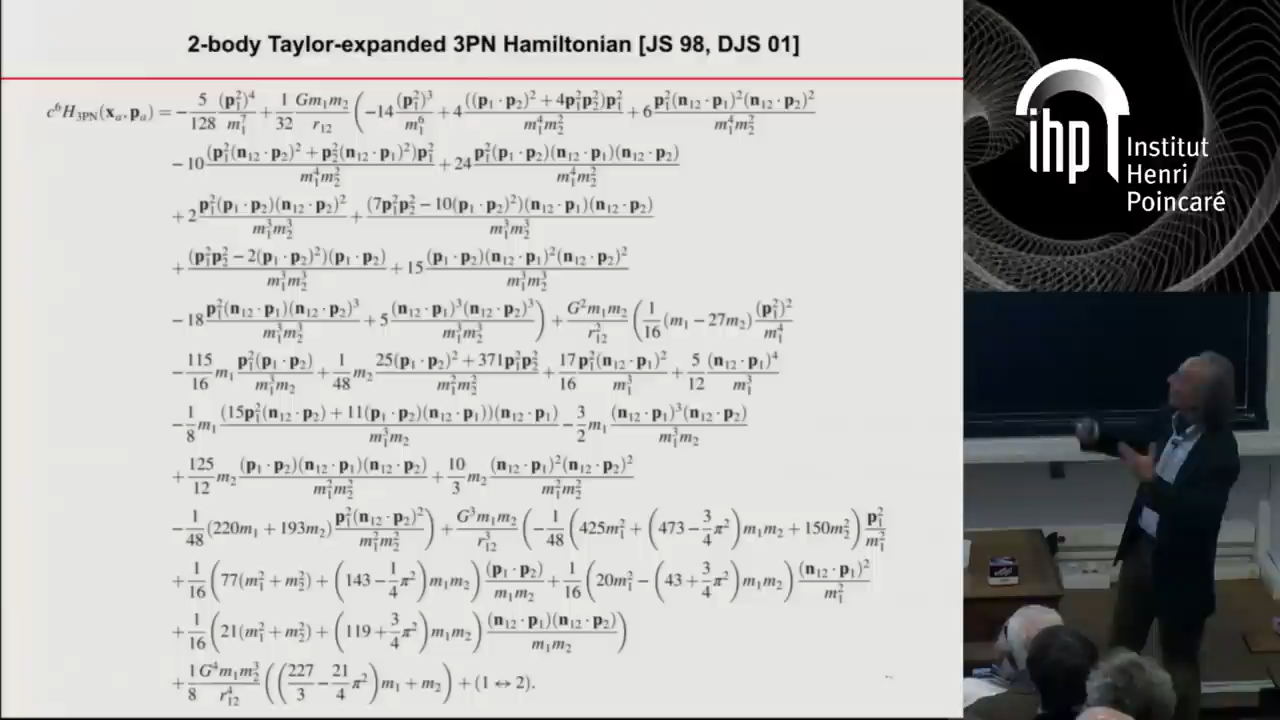 2-body Taylor-expanded 3PN Hamiltonian [JS 98, DJS 01]
c⁶H₃PN(𝐱ₐ, 𝐩ₐ) = −5/128 (𝐩₁²)⁴/m₁⁷ + 1/32 Gm₁m₂/r₁₂ (−14 (𝐩₁²)³/m₁⁶ + 4 ((𝐩₁·𝐩₂)² + 4𝐩₁²𝐩₂²)𝐩₁²/m₁⁴m₂² + 6 𝐩₁²(𝐧₁₂·𝐩₁)²(𝐧₁₂·𝐩₂)²/m₁⁴m₂²
−10 (𝐩₁²(𝐧₁₂·𝐩₂)² + 𝐩₂²(𝐧₁₂·𝐩₁)²)𝐩₁²/m₁⁴m₂² + 24 𝐩₁²(𝐩₁·𝐩₂)(𝐧₁₂·𝐩₁)(𝐧₁₂·𝐩₂)/m₁⁴m₂²
+2 𝐩₁²(𝐩₁·𝐩₂)(𝐧₁₂·𝐩₂)²/m₁³m₂³ + (7𝐩₁²𝐩₂² − 10(𝐩₁·𝐩₂)²)(𝐧₁₂·𝐩₁)(𝐧₁₂·𝐩₂)/m₁³m₂³
+(𝐩₁²𝐩₂² − 2(𝐩₁·𝐩₂)²)(𝐩₁·𝐩₂)/m₁³m₂³ + 15 (𝐩₁·𝐩₂)(𝐧₁₂·𝐩₁)²(𝐧₁₂·𝐩₂)²/m₁³m₂³
−18 𝐩₁²(𝐧₁₂·𝐩₁)(𝐧₁₂·𝐩₂)³/m₁³m₂³ + 5 (𝐧₁₂·𝐩₁)³(𝐧₁₂·𝐩₂)³/m₁³m₂³) + G²m₁m₂/r₁₂² (1/16 (m₁ − 27m₂) (𝐩₁²)²/m₁⁴
−115/16 m₁ 𝐩₁²(𝐩₁·𝐩₂)/m₁³m₂ + 1/48 m₂ 25(𝐩₁·𝐩₂)² + 371𝐩₁²𝐩₂²/m₁²m₂² + 17/16 𝐩₁²(𝐧₁₂·𝐩₁)²/m₁³ + 5/12 (𝐧₁₂·𝐩₁)⁴/m₁³
−1/8 m₁ (15𝐩₁²(𝐧₁₂·𝐩₂) + 11(𝐩₁·𝐩₂)(𝐧₁₂·𝐩₁))(𝐧₁₂·𝐩₁)/m₁³m₂ − 3/2 m₁ (𝐧₁₂·𝐩₁)³(𝐧₁₂·𝐩₂)/m₁³m₂
+125/12 m₂ (𝐩₁·𝐩₂)(𝐧₁₂·𝐩₁)(𝐧₁₂·𝐩₂)/m₁²m₂² + 10/3 m₂ (𝐧₁₂·𝐩₁)²(𝐧₁₂·𝐩₂)²/m₁²m₂²
−1/48 (220m₁ + 193m₂) 𝐩₁²(𝐧₁₂·𝐩₂)²/m₁²m₂²) + G³m₁m₂/r₁₂³ (−1/48 (425m₁² + (473 − 3/4 π²)m₁m₂ + 150m₂²) 𝐩₁²/m₁²
+1/16 (77(m₁² + m₂²) + (143 − 1/4 π²)m₁m₂) (𝐩₁·𝐩₂)/m₁m₂ + 1/16 (20m₁² − (43 + 3/4 π²)m₁m₂) (𝐧₁₂·𝐩₁)²/m₁²
+1/16 (21(m₁² + m₂²) + (119 + 3/4 π²)m₁m₂) (𝐧₁₂·𝐩₁)(𝐧₁₂·𝐩₂)/m₁m₂)
+1/8 G⁴m₁m₂³/r₁₂⁴ ((227/3 − 21/4 π²)m₁ + m₂) + (1 ↔ 2).
ihp
Institut
Henri
Poincaré